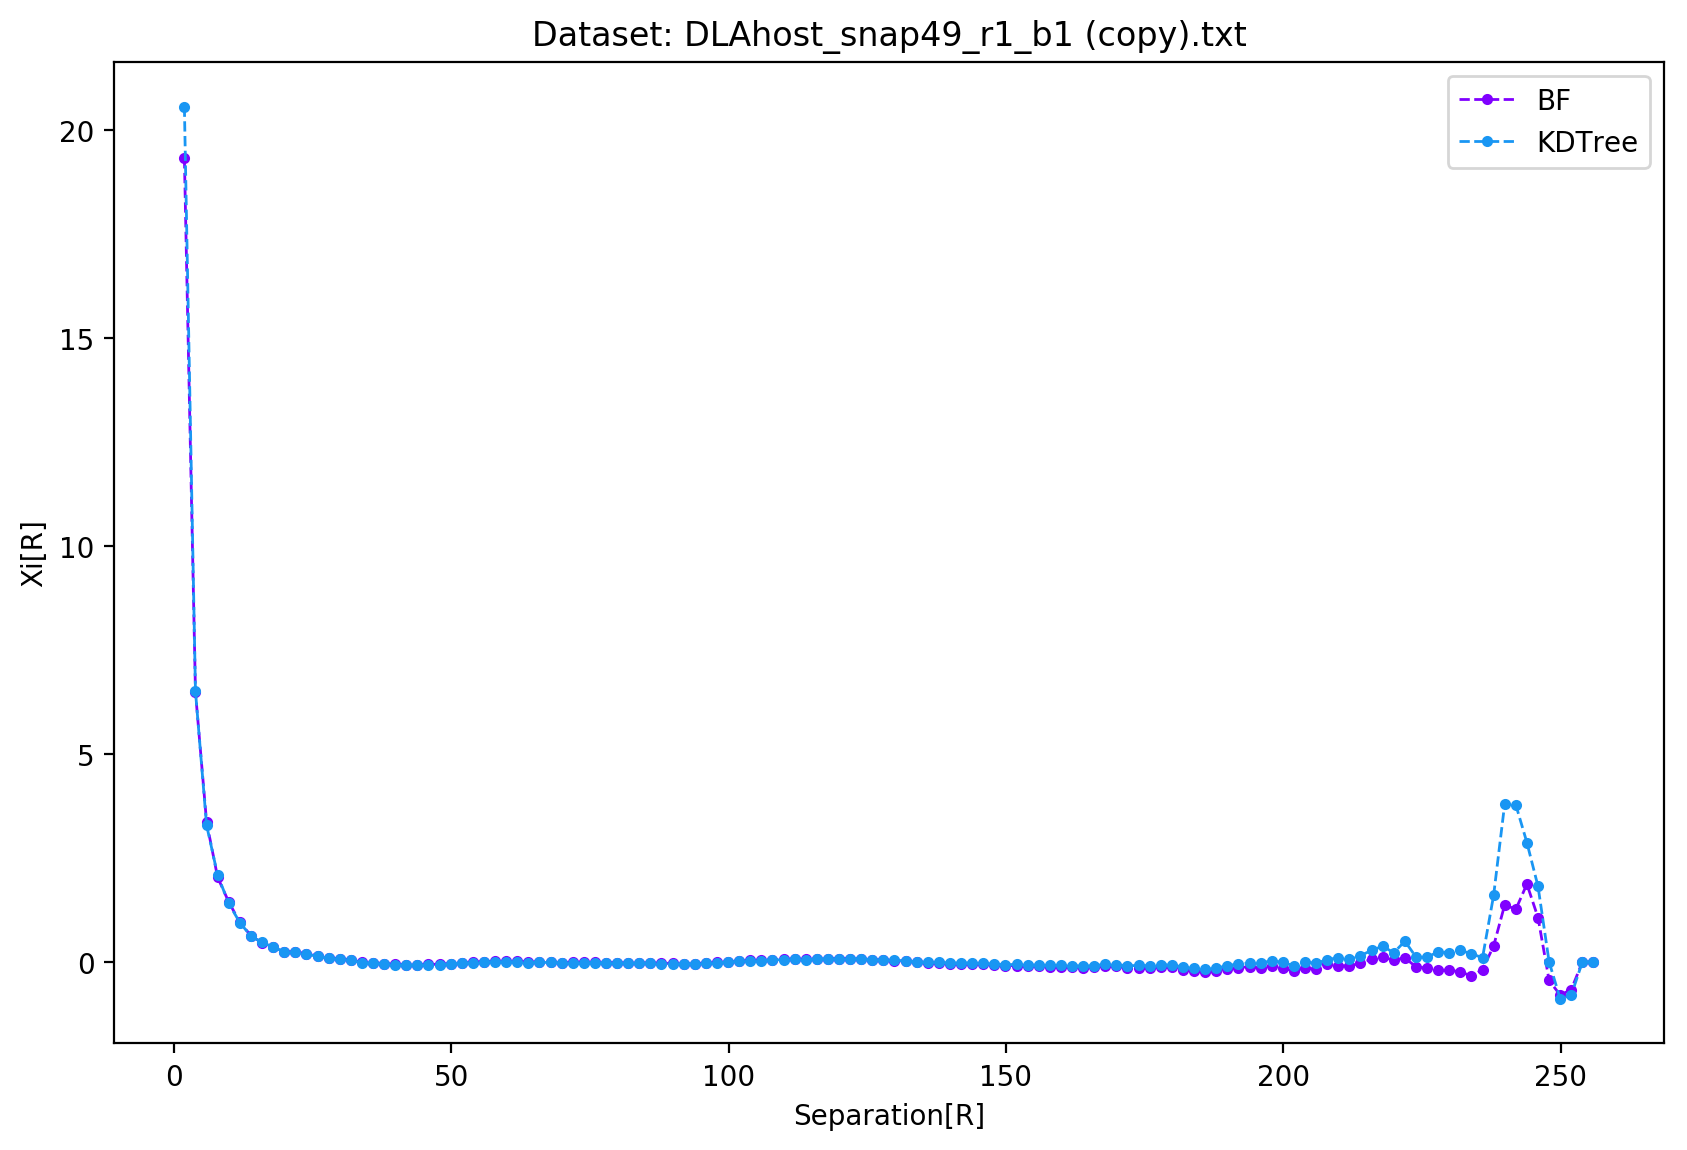 Dataset: DLAhost_snap49_r1_b1 (copy).txt
BF
KDTree
20
15
10
5
0
Xi[R]
0 50 100 150 200 250
Separation[R]